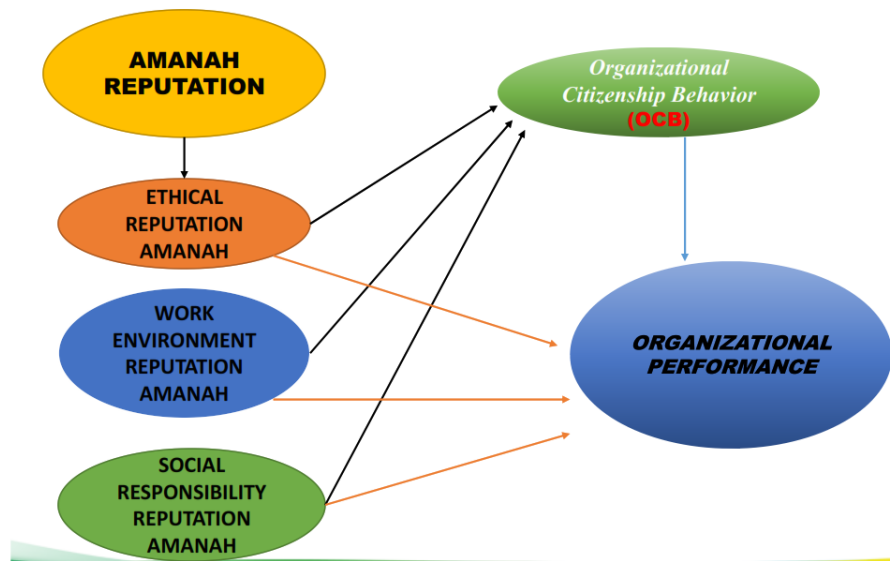 AMANAH
REPUTATION
Organizational
Citizenship Behavior
(OCB)
ETHICAL
REPUTATION
AMANAH
WORK
ENVIRONMENT
REPUTATION
AMANAH
ORGANIZATIONAL
PERFORMANCE
SOCIAL
RESPONSIBILITY
REPUTATION
AMANAH